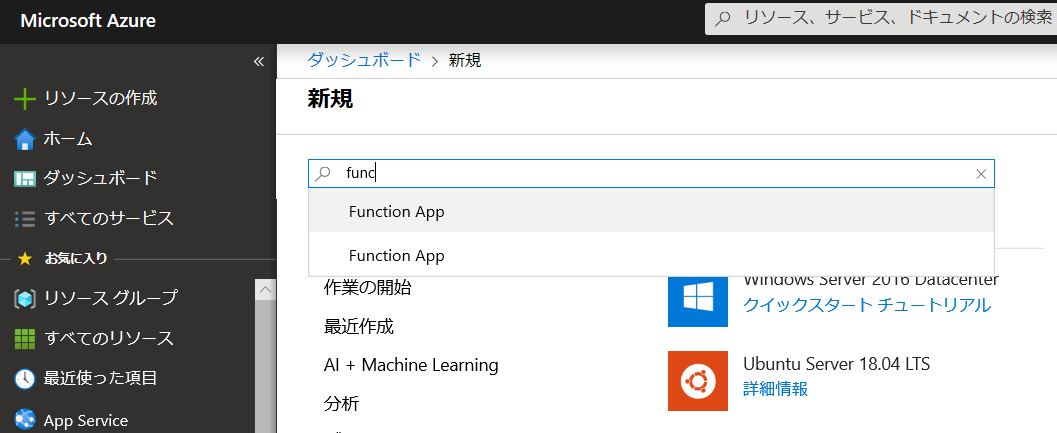 Microsoft Azure
リソース、サービス、ドキュメントの検索
«
リソースの作成
ホーム
ダッシュボード
すべてのサービス
お気に入り
リソース グループ
すべてのリソース
最近使った項目
App Service
ダッシュボード > 新規
新規
func
Function App
Function App
作業の開始
最近作成
AI + Machine Learning
分析
Windows Server 2016 Datacenter
クイックスタート チュートリアル
Ubuntu Server 18.04 LTS
詳細情報